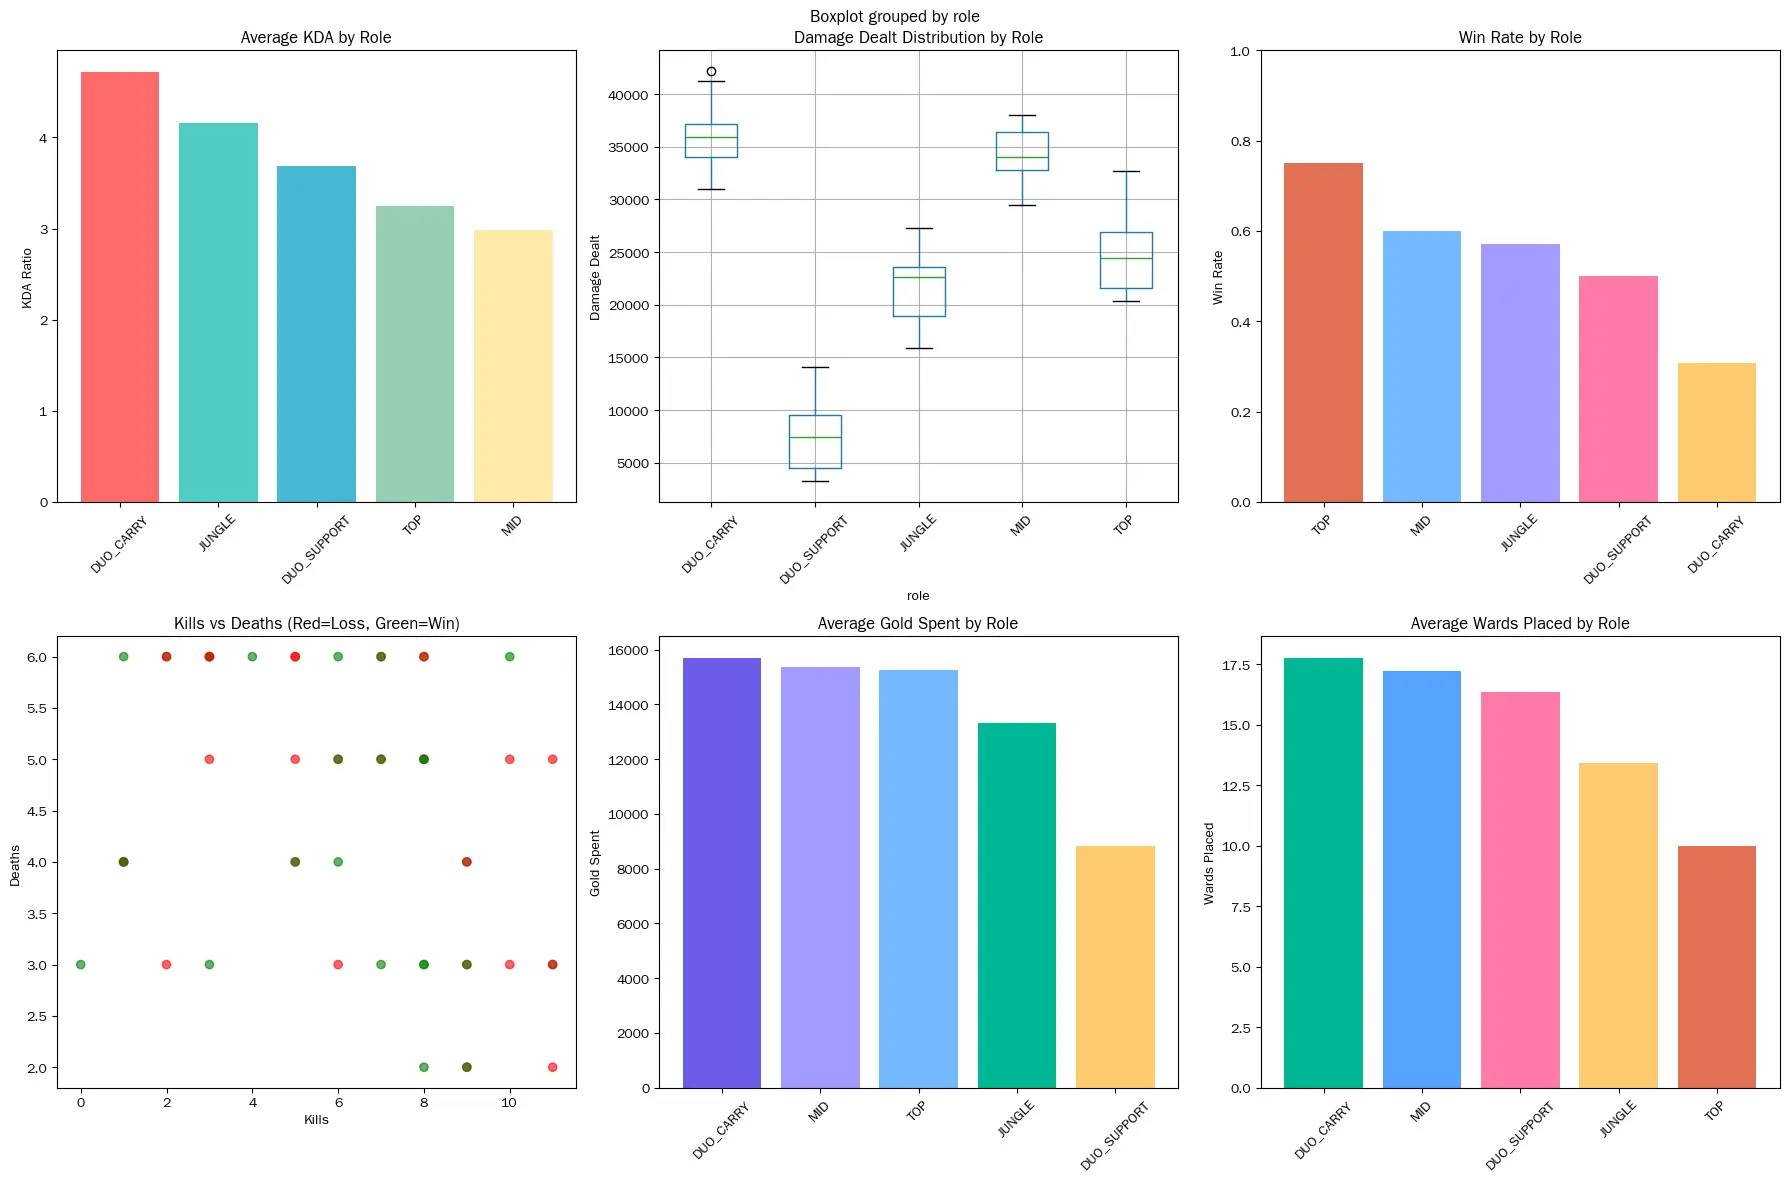 Boxplot grouped by role
Average KDA by Role
KDA Ratio
4
3
2
1
0
DUO_CARRY
JUNGLE
DUO_SUPPORT
TOP
MID
Damage Dealt Distribution by Role
Damage Dealt
40000
35000
30000
25000
20000
15000
10000
5000
DUO_CARRY
DUO_SUPPORT
JUNGLE
MID
TOP
role
Win Rate by Role
Win Rate
1.0
0.8
0.6
0.4
0.2
0.0
TOP
MID
JUNGLE
DUO_SUPPORT
DUO_CARRY
Kills vs Deaths (Red=Loss, Green=Win)
Deaths
6.0
5.5
5.0
4.5
4.0
3.5
3.0
2.5
2.0
0
2
4
6
8
10
Kills
Average Gold Spent by Role
Gold Spent
16000
14000
12000
10000
8000
6000
4000
2000
0
DUO_CARRY
MID
TOP
JUNGLE
DUO_SUPPORT
Average Wards Placed by Role
Wards Placed
17.5
15.0
12.5
10.0
7.5
5.0
2.5
0.0
DUO_CARRY
MID
DUO_SUPPORT
JUNGLE
TOP